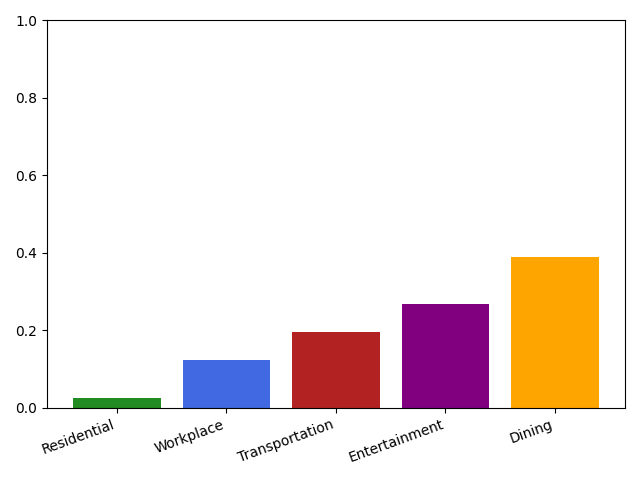 1.0
0.8
0.6
0.4
0.2
0.0
Residential
Workplace
Transportation
Entertainment
Dining